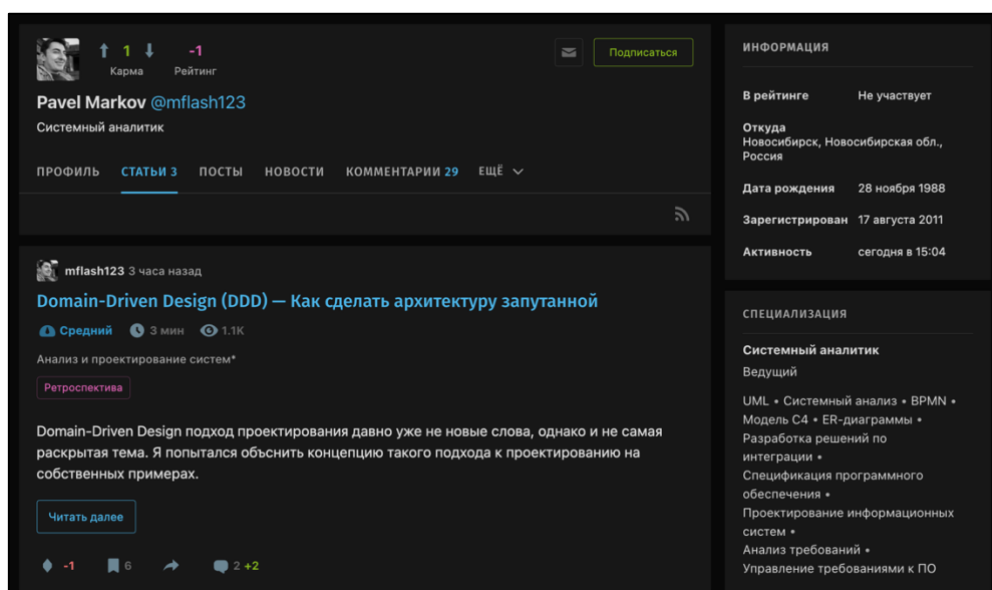 1 -1
Карма Рейтинг
Подписаться
Pavel Markov @mflash123
Системный аналитик
ПРОФИЛЬ СТАТЬИ 3 ПОСТЫ НОВОСТИ КОММЕНТАРИИ 29 ЕЩЁ
mflash123 3 часа назад
Domain-Driven Design (DDD) — Как сделать архитектуру запутанной
Средний 3 мин 1.1K
Анализ и проектирование систем*
Ретроспектива
Domain-Driven Design подход проектирования давно уже не новые слова, однако и не самая
раскрытая тема. Я попытался объснить концепцию такого подхода к проектированию на
собственных примерах.
Читать далее
-1 6 2 +2
ИНФОРМАЦИЯ
В рейтинге Не участвует
Откуда
Новосибирск, Новосибирская обл.,
Россия
Дата рождения 28 ноября 1988
Зарегистрирован 17 августа 2011
Активность сегодня в 15:04
СПЕЦИАЛИЗАЦИЯ
Системный аналитик
Ведущий
UML • Системный анализ • BPMN •
Модель C4 • ER-диаграммы •
Разработка решений по
интеграции •
Спецификация программного
обеспечения •
Проектирование информационных
систем •
Анализ требований •
Управление требованиями к ПО